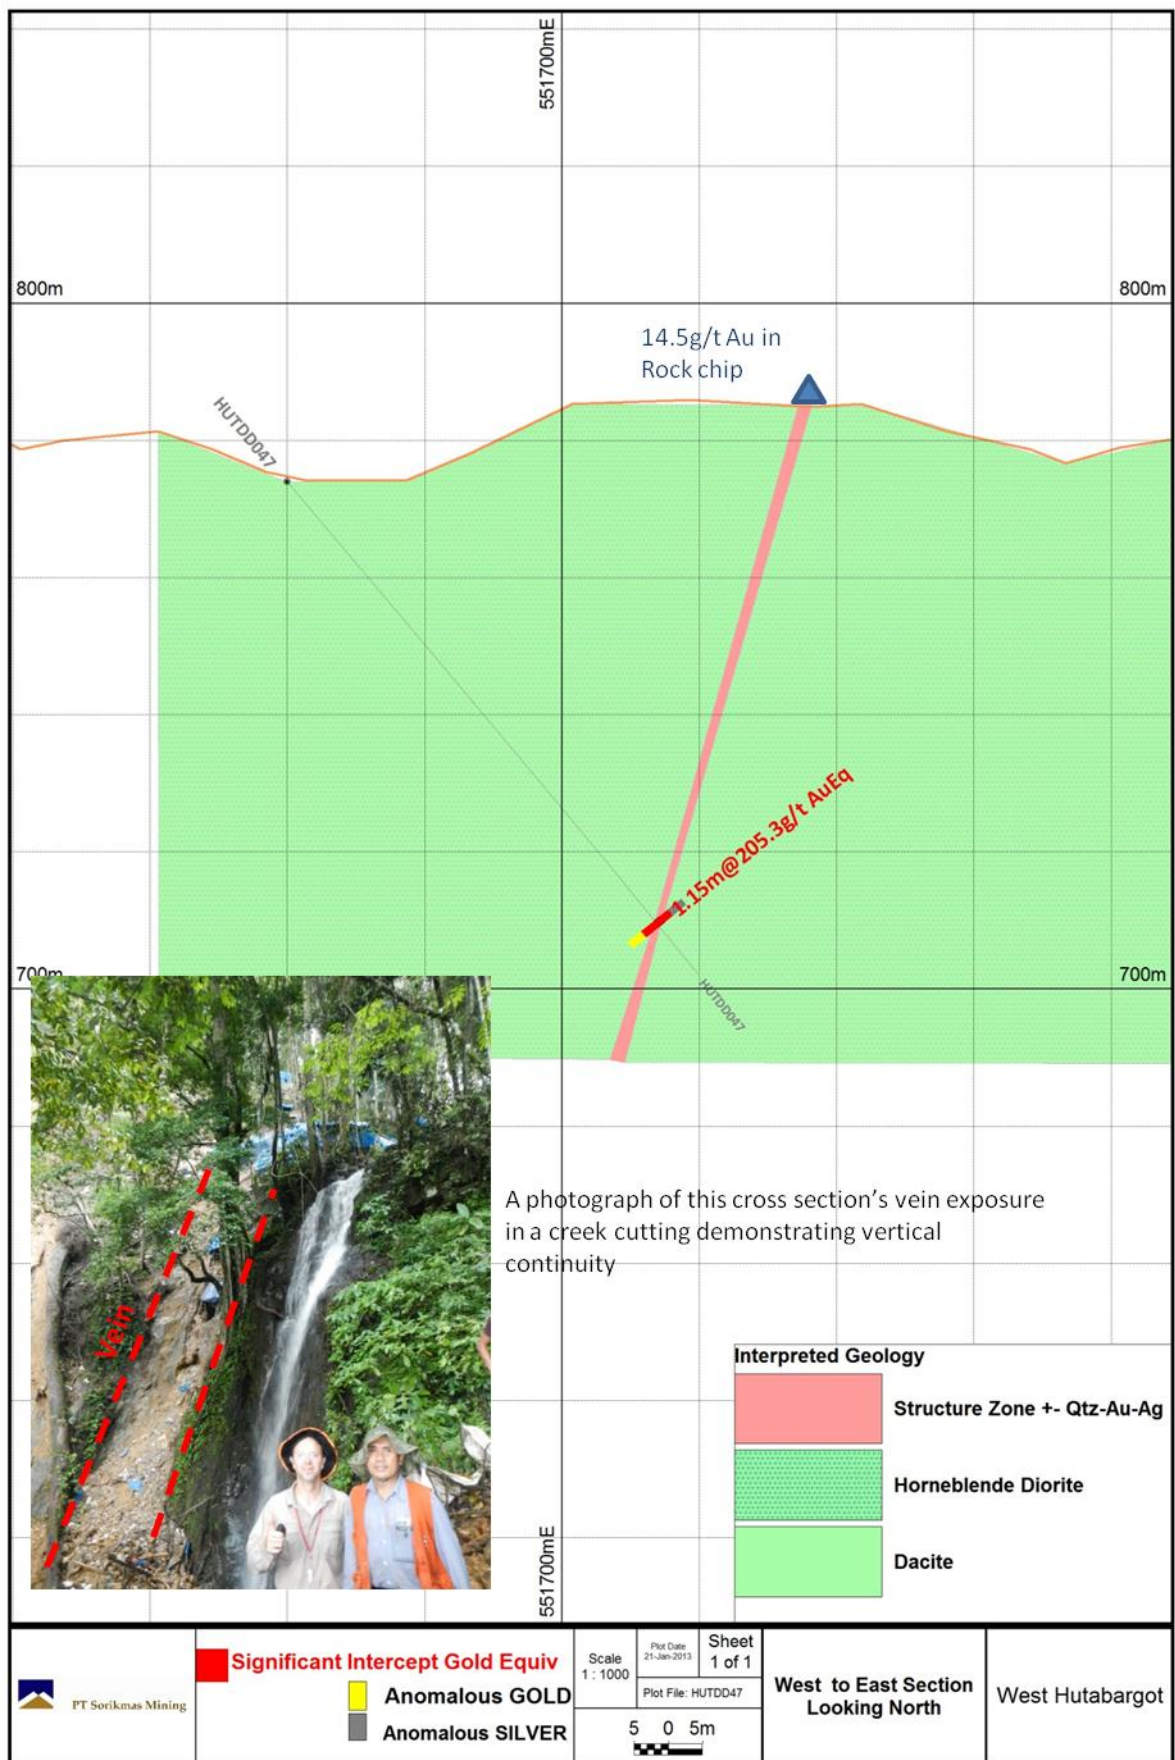 551700mE
800m
800m
14.5g/t Au in
Rock chip
HUTDD047
1.15m@205.3g/t AuEq
700m
700m
HUTDD047
A photograph of this cross section's vein exposure
in a creek cutting demonstrating vertical
continuity
Vein
Interpreted Geology
Structure Zone +- Qtz-Au-Ag
Horneblende Diorite
Dacite
551700mE
PT Sorikmas Mining
Significant Intercept Gold Equiv
Anomalous GOLD
Anomalous SILVER
Scale
1 : 1000
Plot Date
21-Jan-2013
Sheet
1 of 1
Plot File: HUTDD47
5 0 5m
West to East Section
Looking North
West Hutabargot